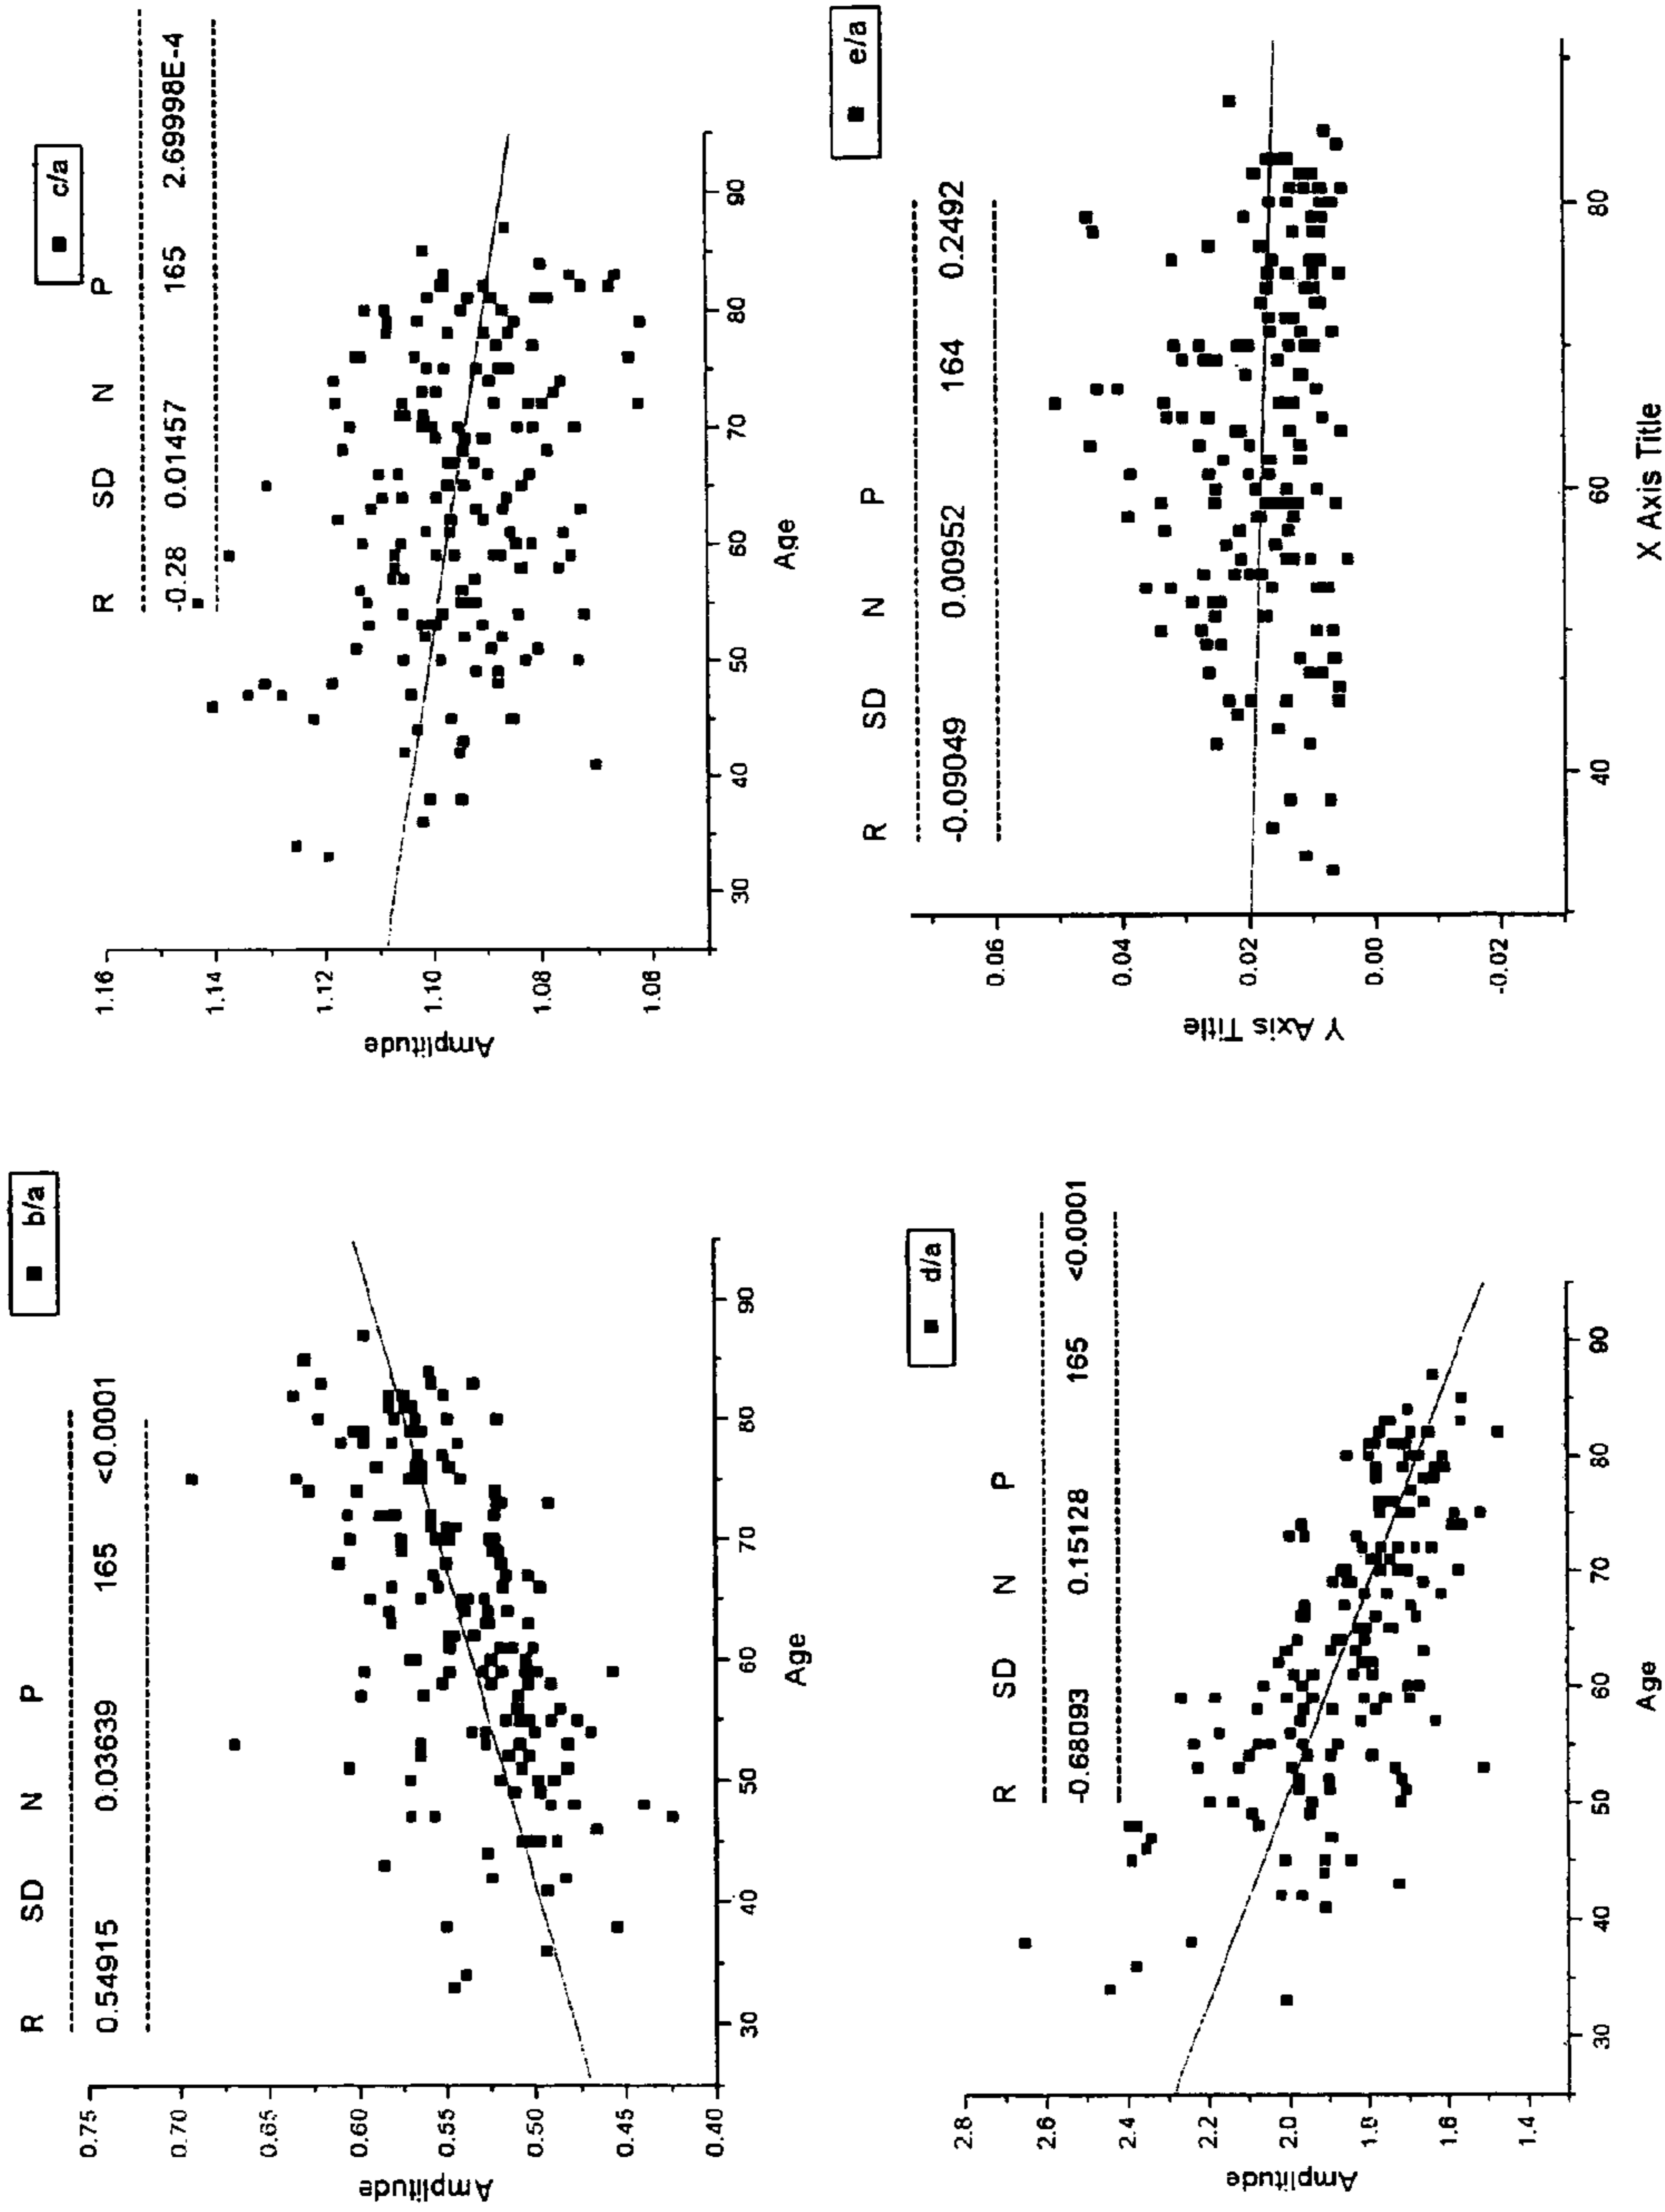 b/a
R SD N P
0.54915 0.03639 165 <0.0001
0.75
0.70
0.65
0.60
0.55
0.50
0.45
0.40
Amplitude
30 40 50 60 70 80 90
Age
c/a
R SD N P
-0.28 0.01457 165 2.69998E-4
1.16
1.14
1.12
1.10
1.08
1.06
Amplitude
30 40 50 60 70 80 90
Age
d/a
R SD N P
-0.68093 0.15128 165 <0.0001
2.8
2.6
2.4
2.2
2.0
1.8
1.6
1.4
Amplitude
30 40 50 60 70 80 90
Age
e/a
R SD N P
-0.09049 0.00952 164 0.2492
0.06
0.04
0.02
0.00
-0.02
Y Axis Title
40 60 80
X Axis Title